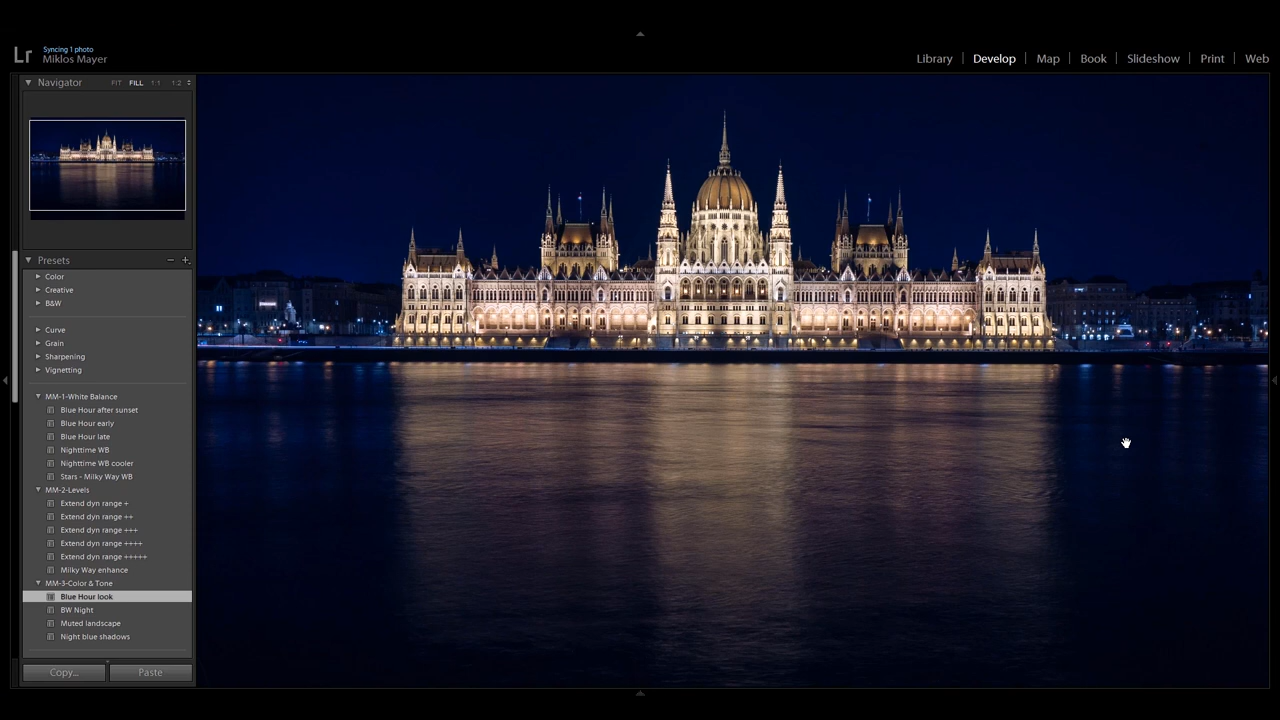 Lr
Syncing 1 photo
Miklos Mayer
Library | Develop | Map | Book | Slideshow | Print | Web
Navigator FIT FILL 1:1 1:2
Presets
Color
Creative
B&W
Curve
Grain
Sharpening
Vignetting
MM-1-White Balance
Blue Hour after sunset
Blue Hour early
Blue Hour late
Nighttime WB
Nighttime WB cooler
Stars - Milky Way WB
MM-2-Levels
Extend dyn range +
Extend dyn range ++
Extend dyn range +++
Extend dyn range ++++
Extend dyn range +++++
Milky Way enhance
MM-3-Color & Tone
Blue Hour look
BW Night
Muted landscape
Night blue shadows
Copy... Paste